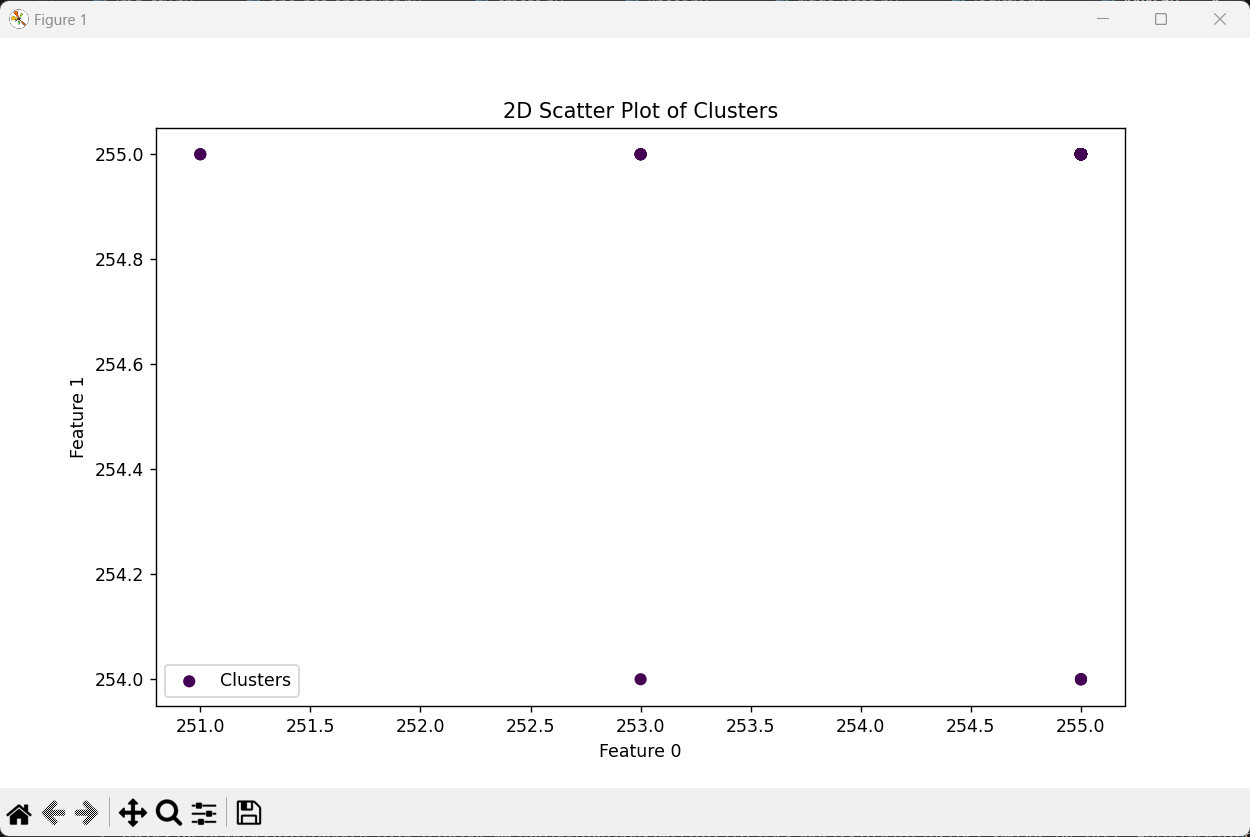 Figure 1
2D Scatter Plot of Clusters
255.0
254.8
254.6
254.4
254.2
254.0
Feature 1
Clusters
251.0 251.5 252.0 252.5 253.0 253.5 254.0 254.5 255.0
Feature 0